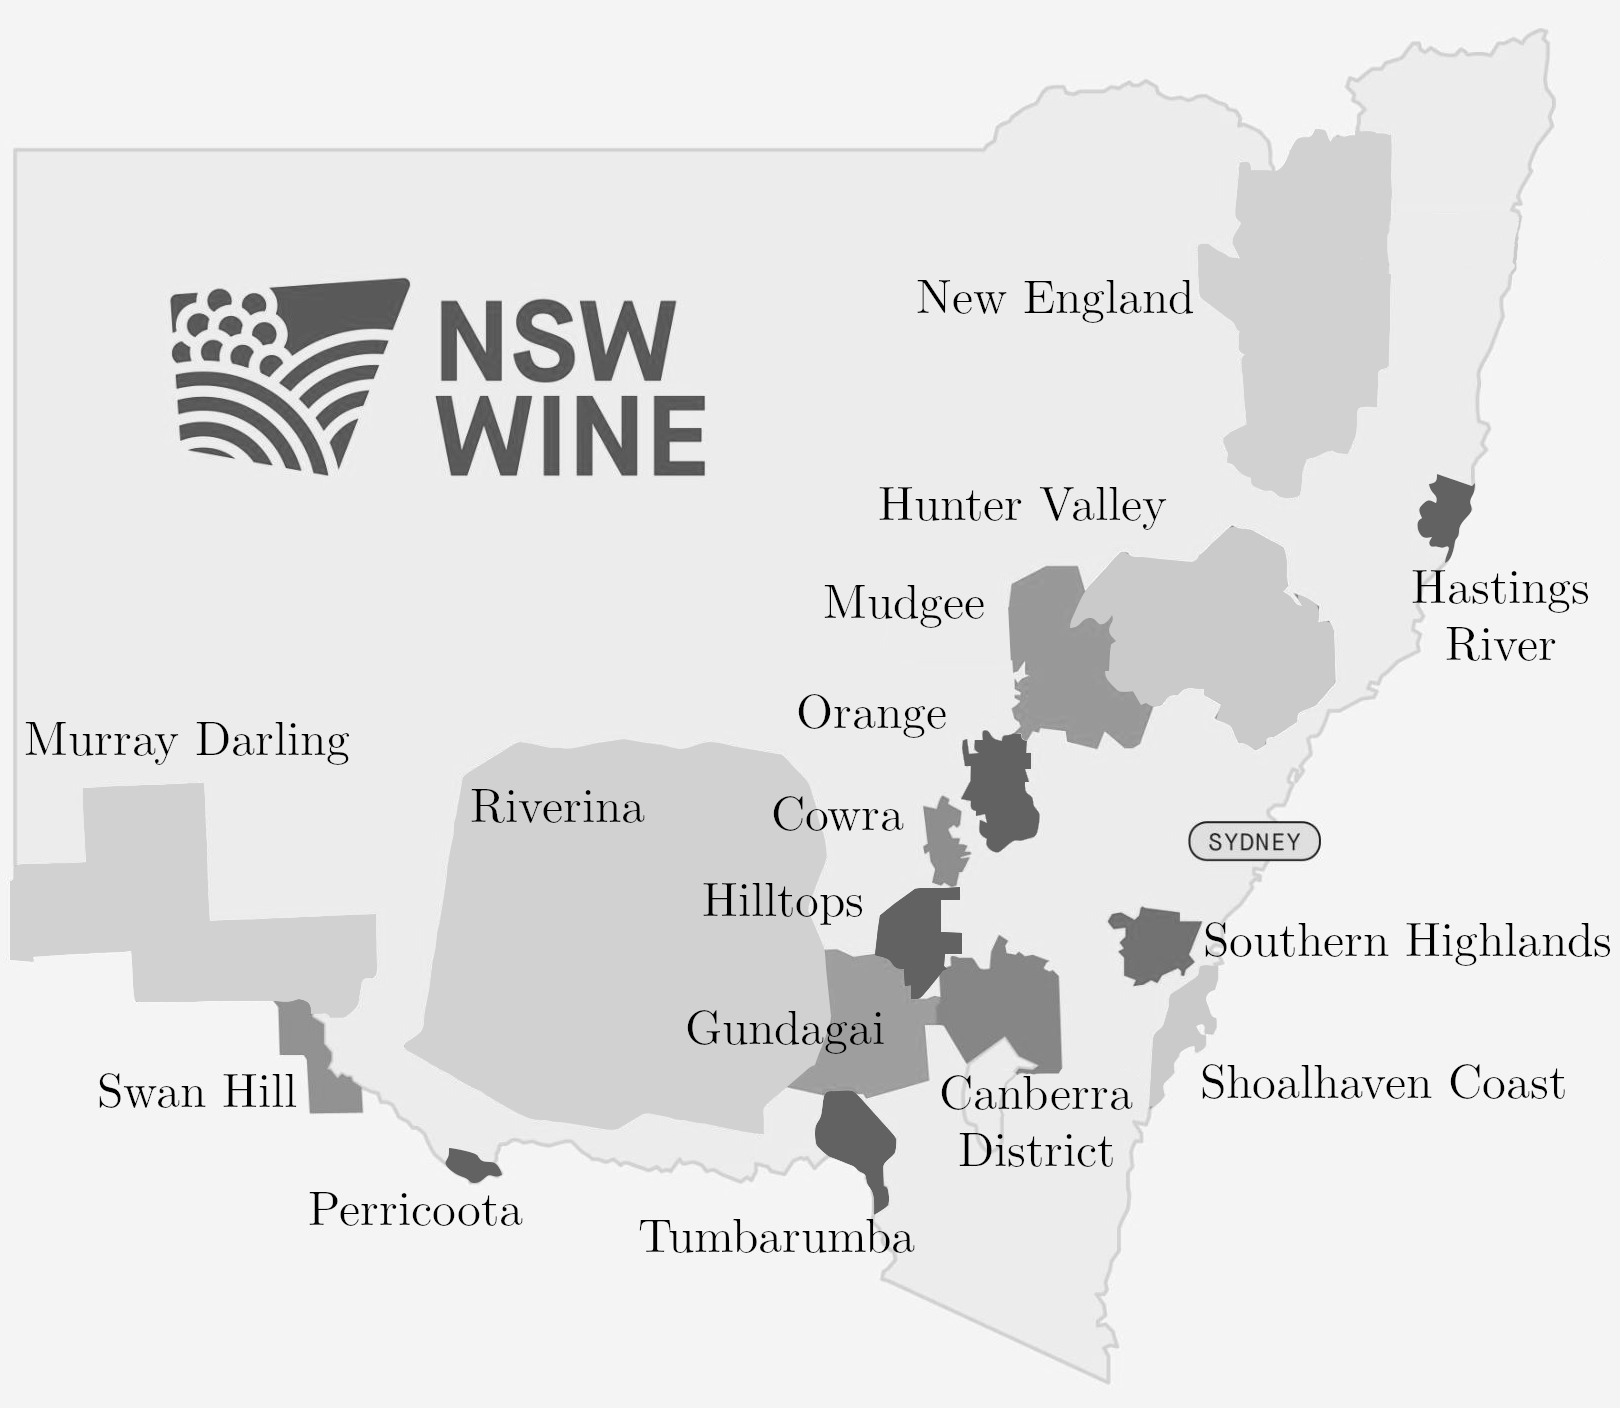 NSW
WINE
New England
Hunter Valley
Mudgee
Hastings
River
Orange
Murray Darling
Riverina
Cowra
SYDNEY
Hilltops
Southern Highlands
Gundagai
Swan Hill
Canberra
District
Shoalhaven Coast
Perricoota
Tumbarumba